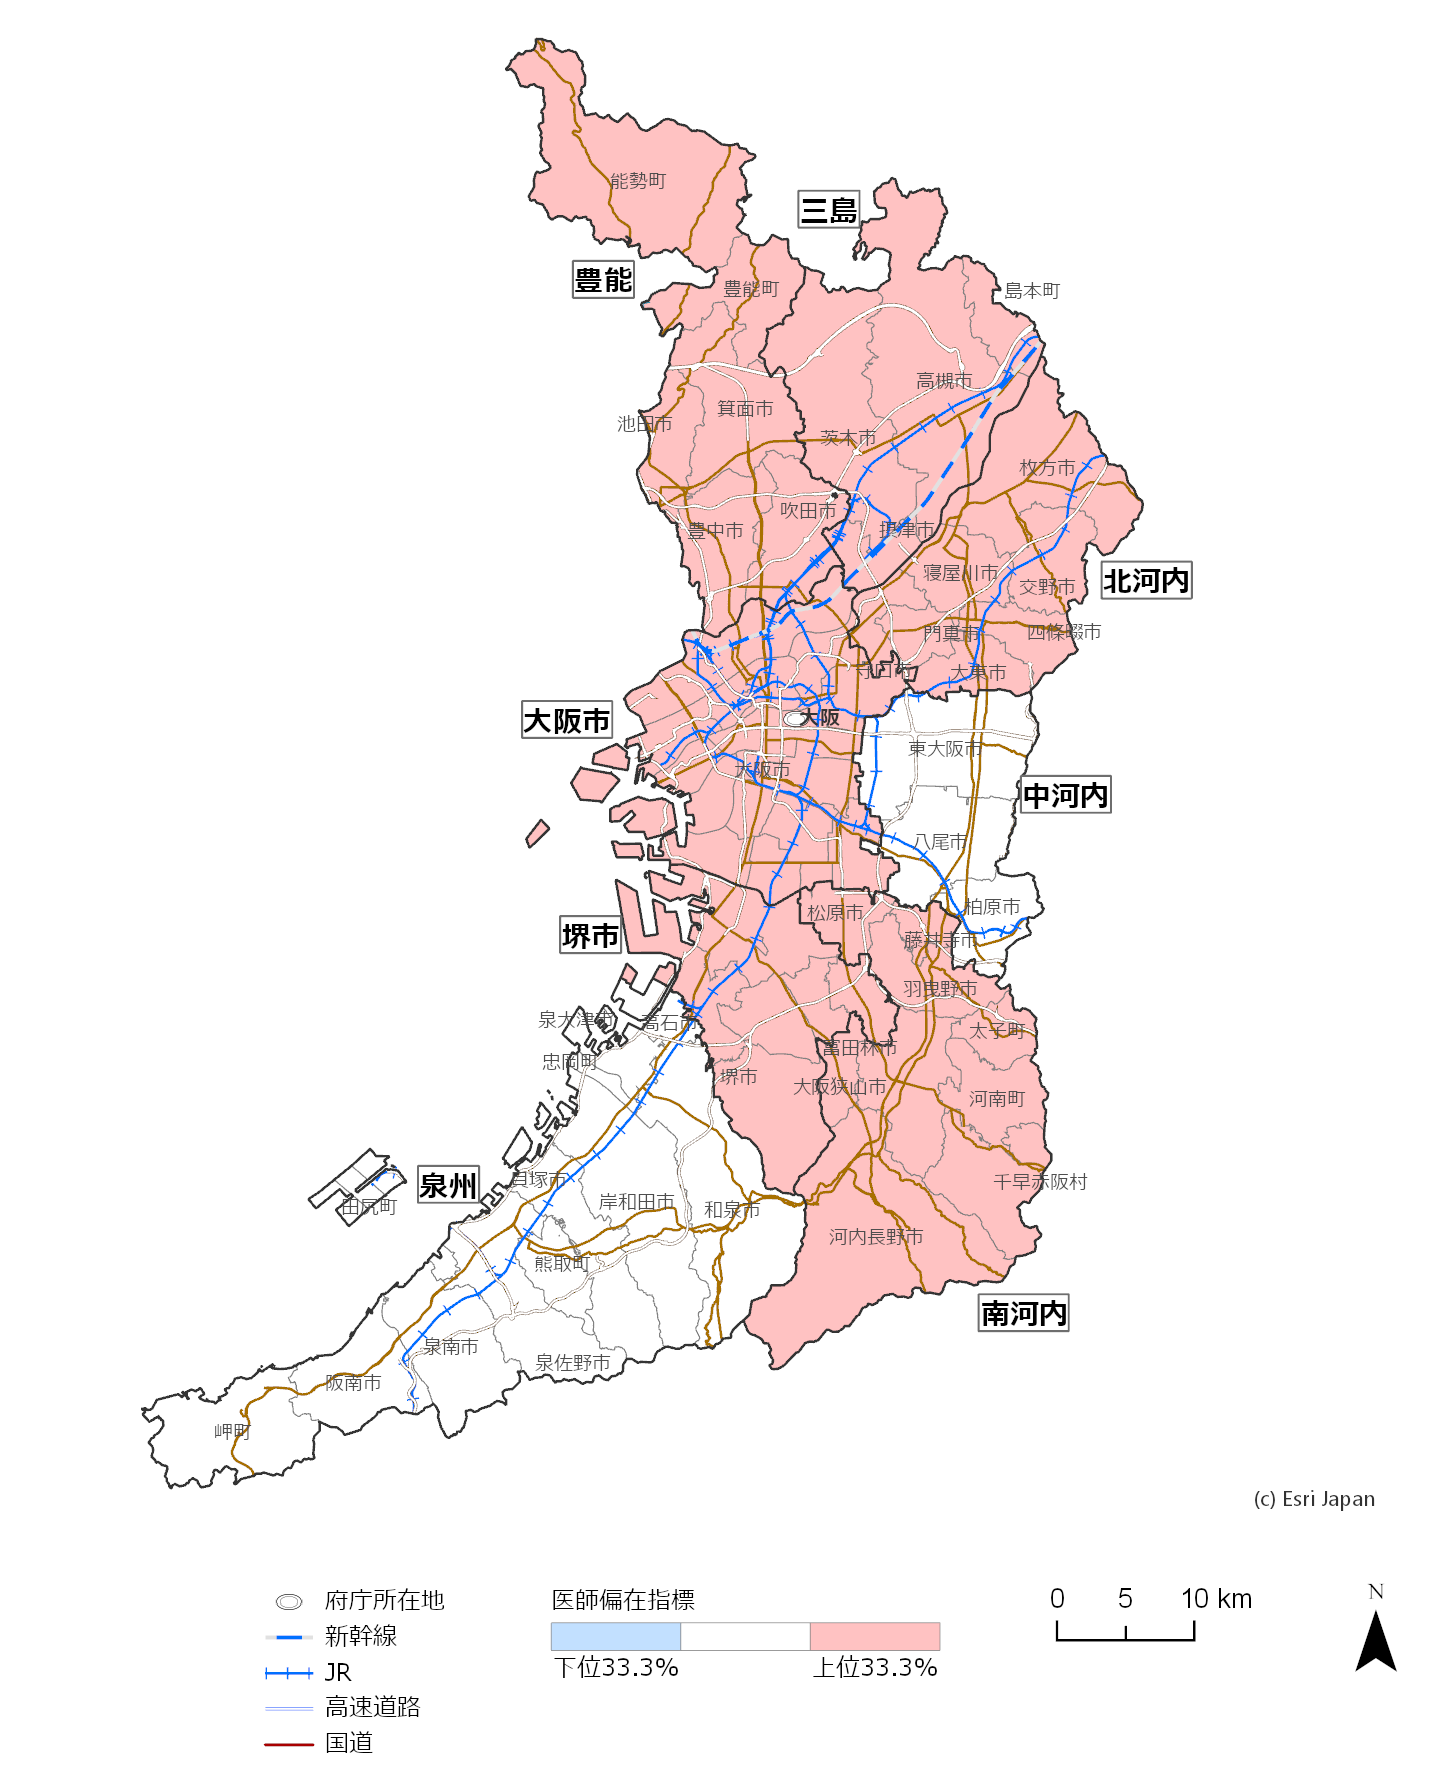 能勢町
三島
豊能
豊能町
島本町
高槻市
箕面市
池田市
茨木市
枚方市
吹田市
豊中市
摂津市
寝屋川市
北河内
交野市
門真市
四條畷市
守口市
大東市
大阪市
大阪
東大阪市
大阪市
中河内
八尾市
柏原市
松原市
堺市
藤井寺市
羽曳野市
泉大津市
高石市
太子町
富田林市
忠岡町
堺市
大阪狭山市
河南町
泉州
貝塚市
千早赤阪村
岸和田市
和泉市
田尻町
河内長野市
熊取町
南河内
泉南市
泉佐野市
阪南市
岬町
(c) Esri Japan
府庁所在地
新幹線
JR
高速道路
国道
医師偏在指標
下位33.3%
上位33.3%
0 5 10 km
N